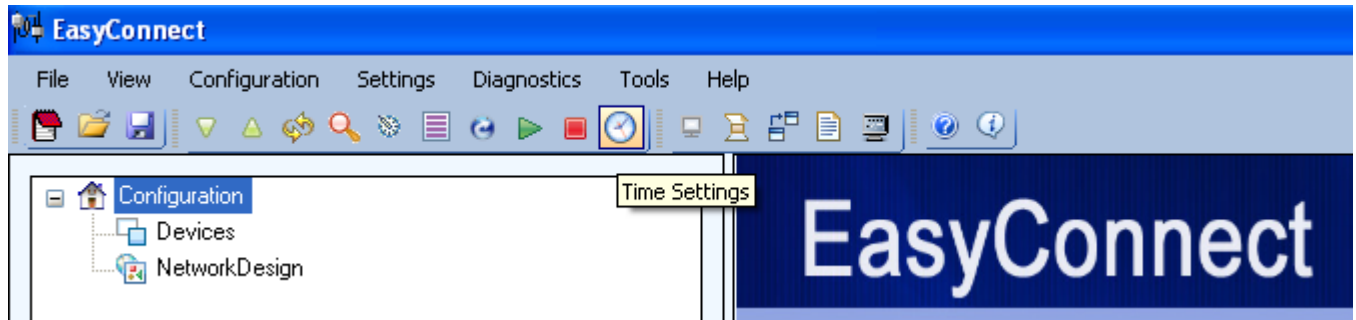 EasyConnect
File View Configuration Settings Diagnostics Tools Help
Time Settings
Configuration
Devices
NetworkDesign
EasyConnect